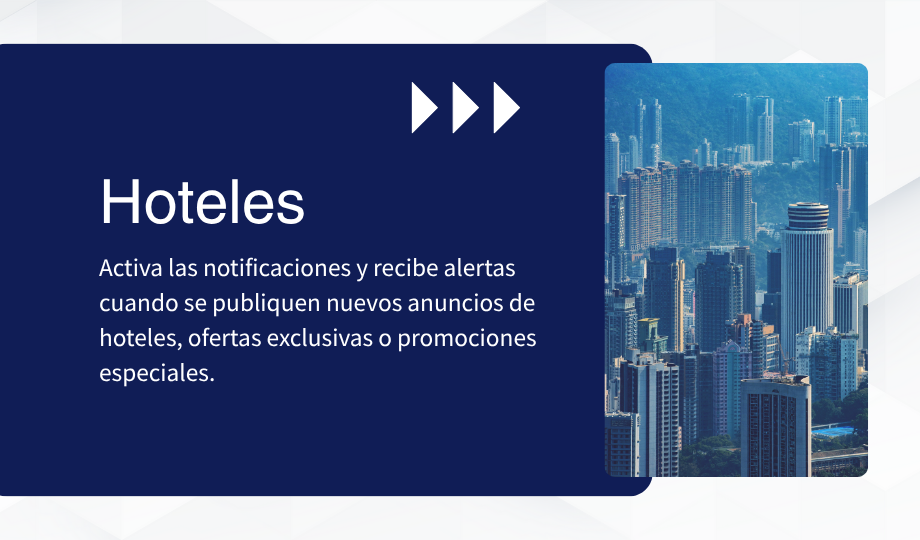 Hoteles
Activa las notificaciones y recibe alertas
cuando se publiquen nuevos anuncios de
hoteles, ofertas exclusivas o promociones
especiales.